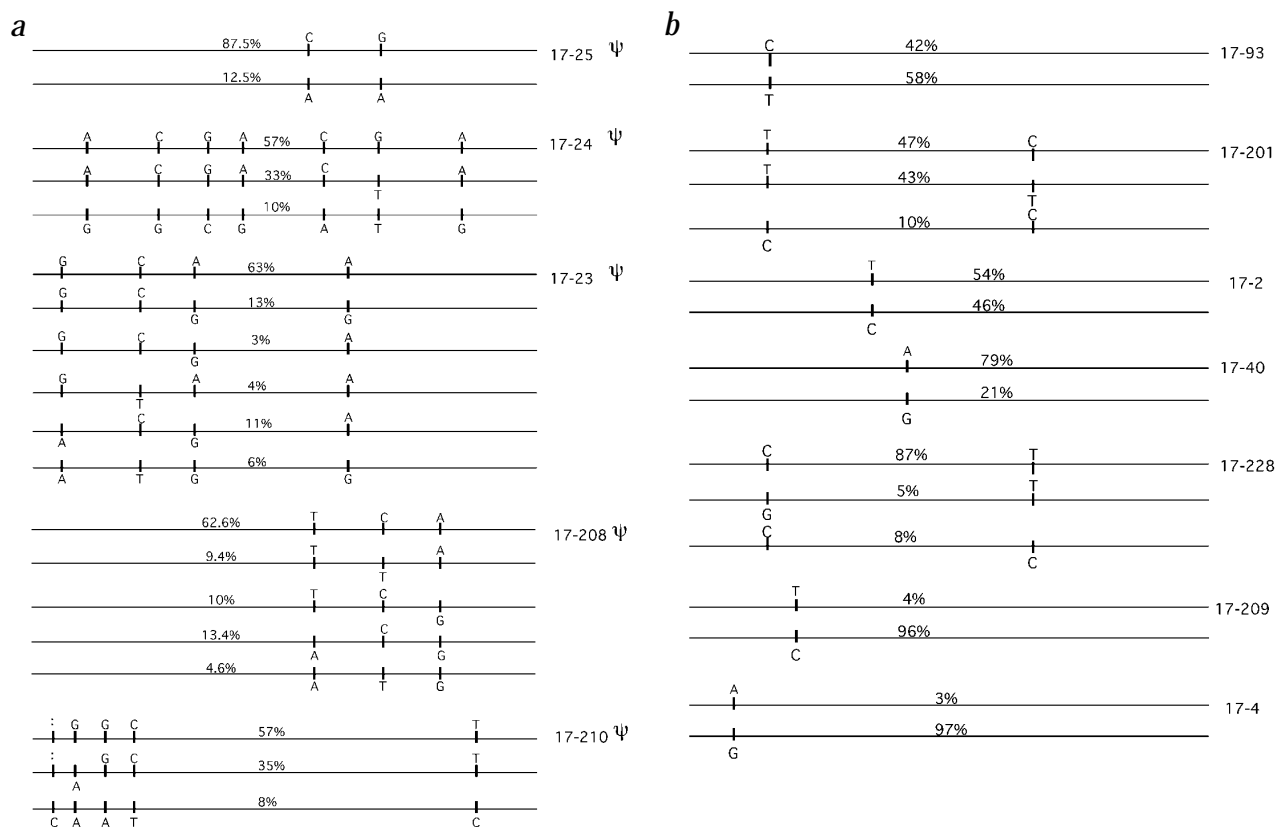 a
C G
87.5%
17-25 ψ
12.5%
A A
A C G A 57% C G A
17-24 ψ
A C G A 33% C A
T
10%
G G C G A T G
G C A 63% A
17-23 ψ
G C 13%
G G
G C 3% A
G
G A 4% A
T
C 11% A
A G
6%
A T G G
62.6% T C A
17-208 ψ
9.4% T A
T
10% T C
G
13.4% C
A G
4.6%
A T G
: G G C 57% T
17-210 ψ
: G C 35% T
A
8%
C A A T C
b
C 42%
17-93
58%
T
T 47% C
17-201
T 43%
T
10% C
C
T 54%
17-2
46%
C
A 79%
17-40
21%
G
C 87% T
17-228
5% T
G
C 8%
C
T 4%
17-209
96%
C
A 3%
17-4
97%
G